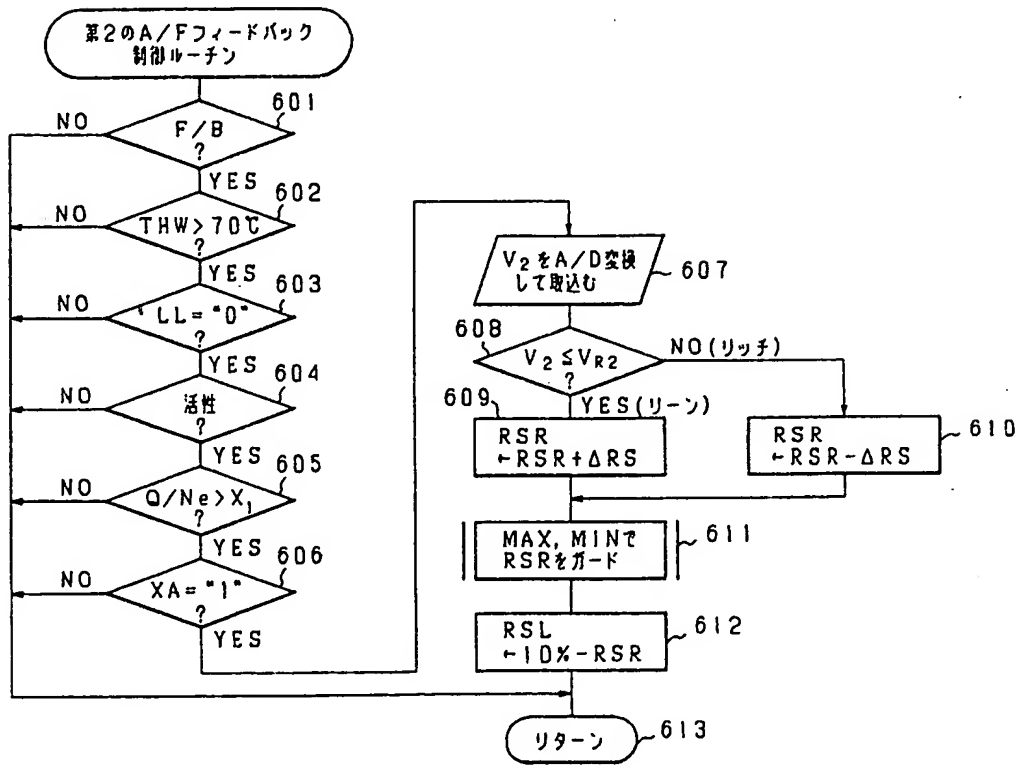 第2のA/Fフィードバック
制御ルーチン
601
NO
F/B
?
YES
602
NO
THW>70℃
?
YES
603
NO
LL="0"
?
YES
604
NO
活性
?
YES
605
NO
Q/Ne>X1
?
YES
606
NO
XA="1"
?
YES
V2をA/D変換
して取込む
607
608
V2≦VR2
?
NO(リッチ)
YES(リーン)
609
RSR
←RSR+ΔRS
RSR
←RSR-ΔRS
610
MAX, MINで
RSRをガード
611
RSL
←10%-RSR
612
リターン
613